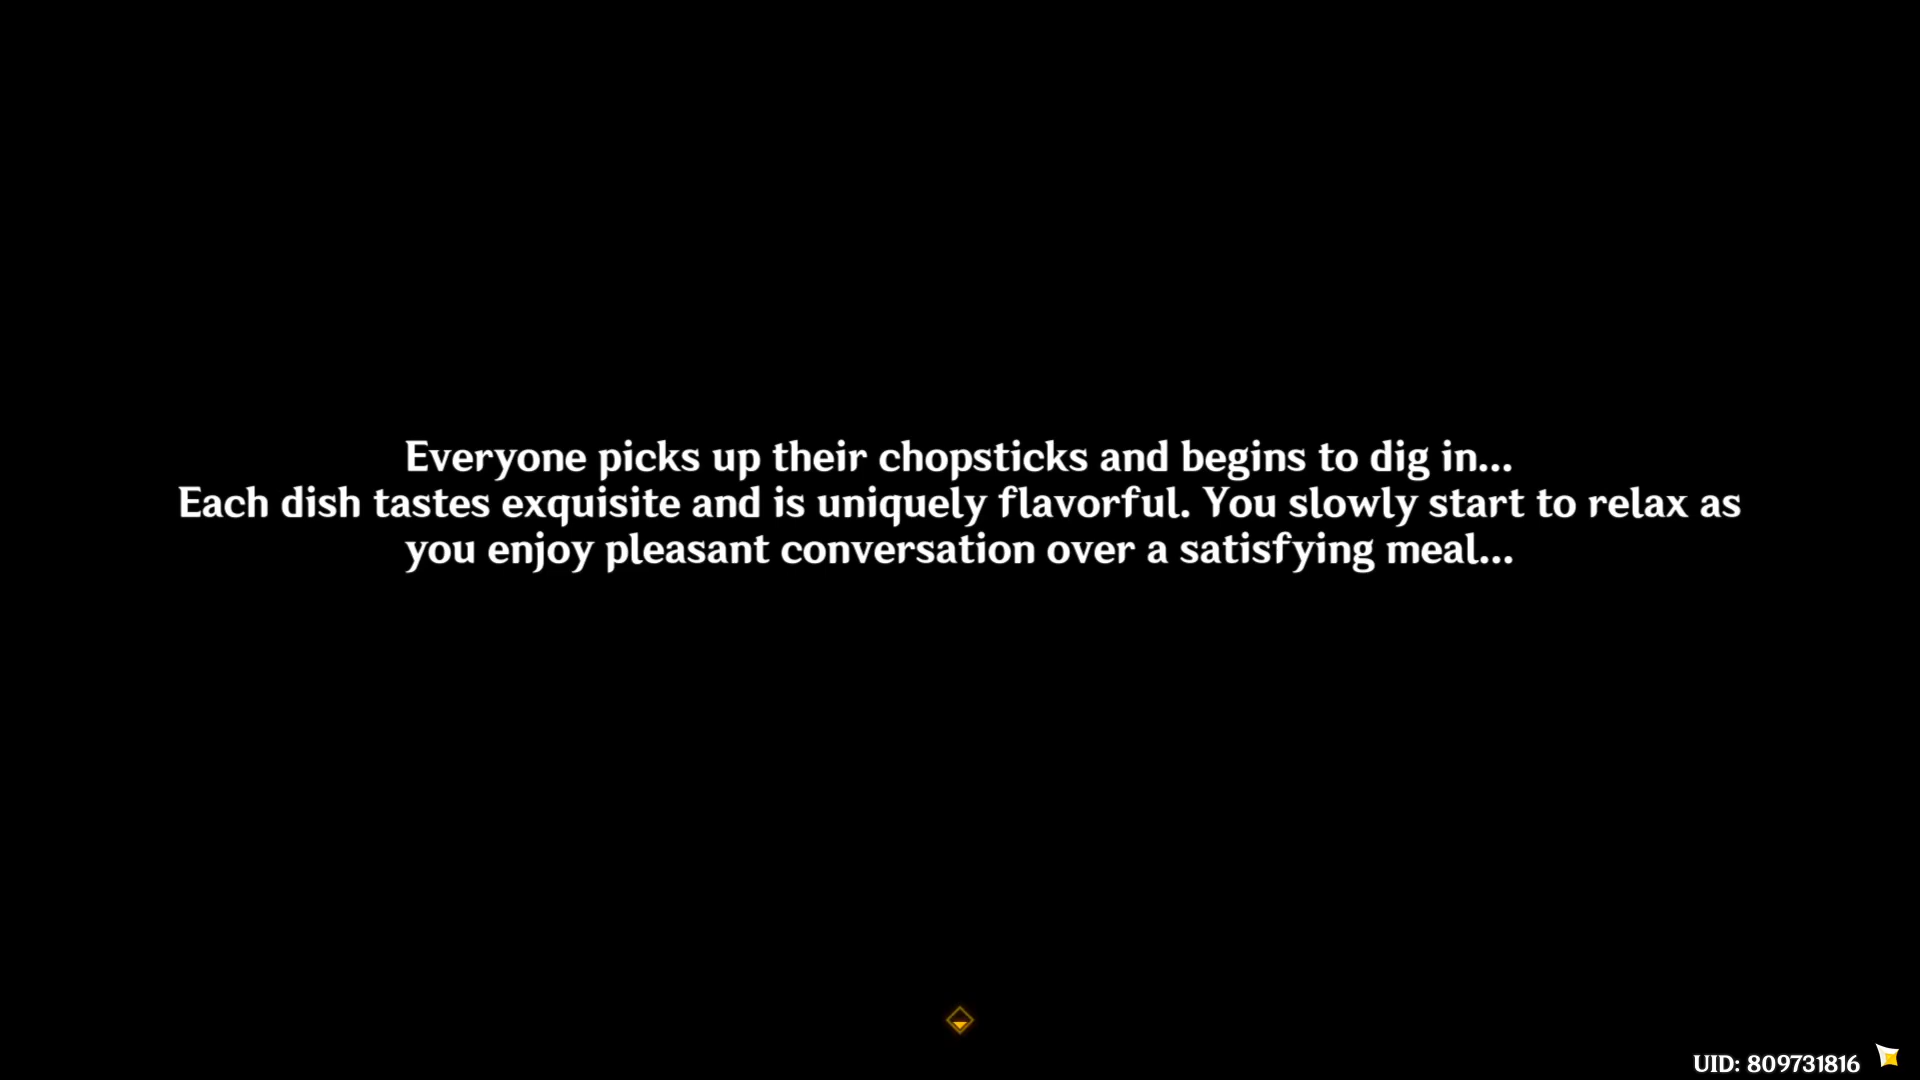 Everyone picks up their chopsticks and begins to dig in...
Each dish tastes exquisite and is uniquely flavorful. You slowly start to relax as
you enjoy pleasant conversation over a satisfying meal...
UID: 809731816